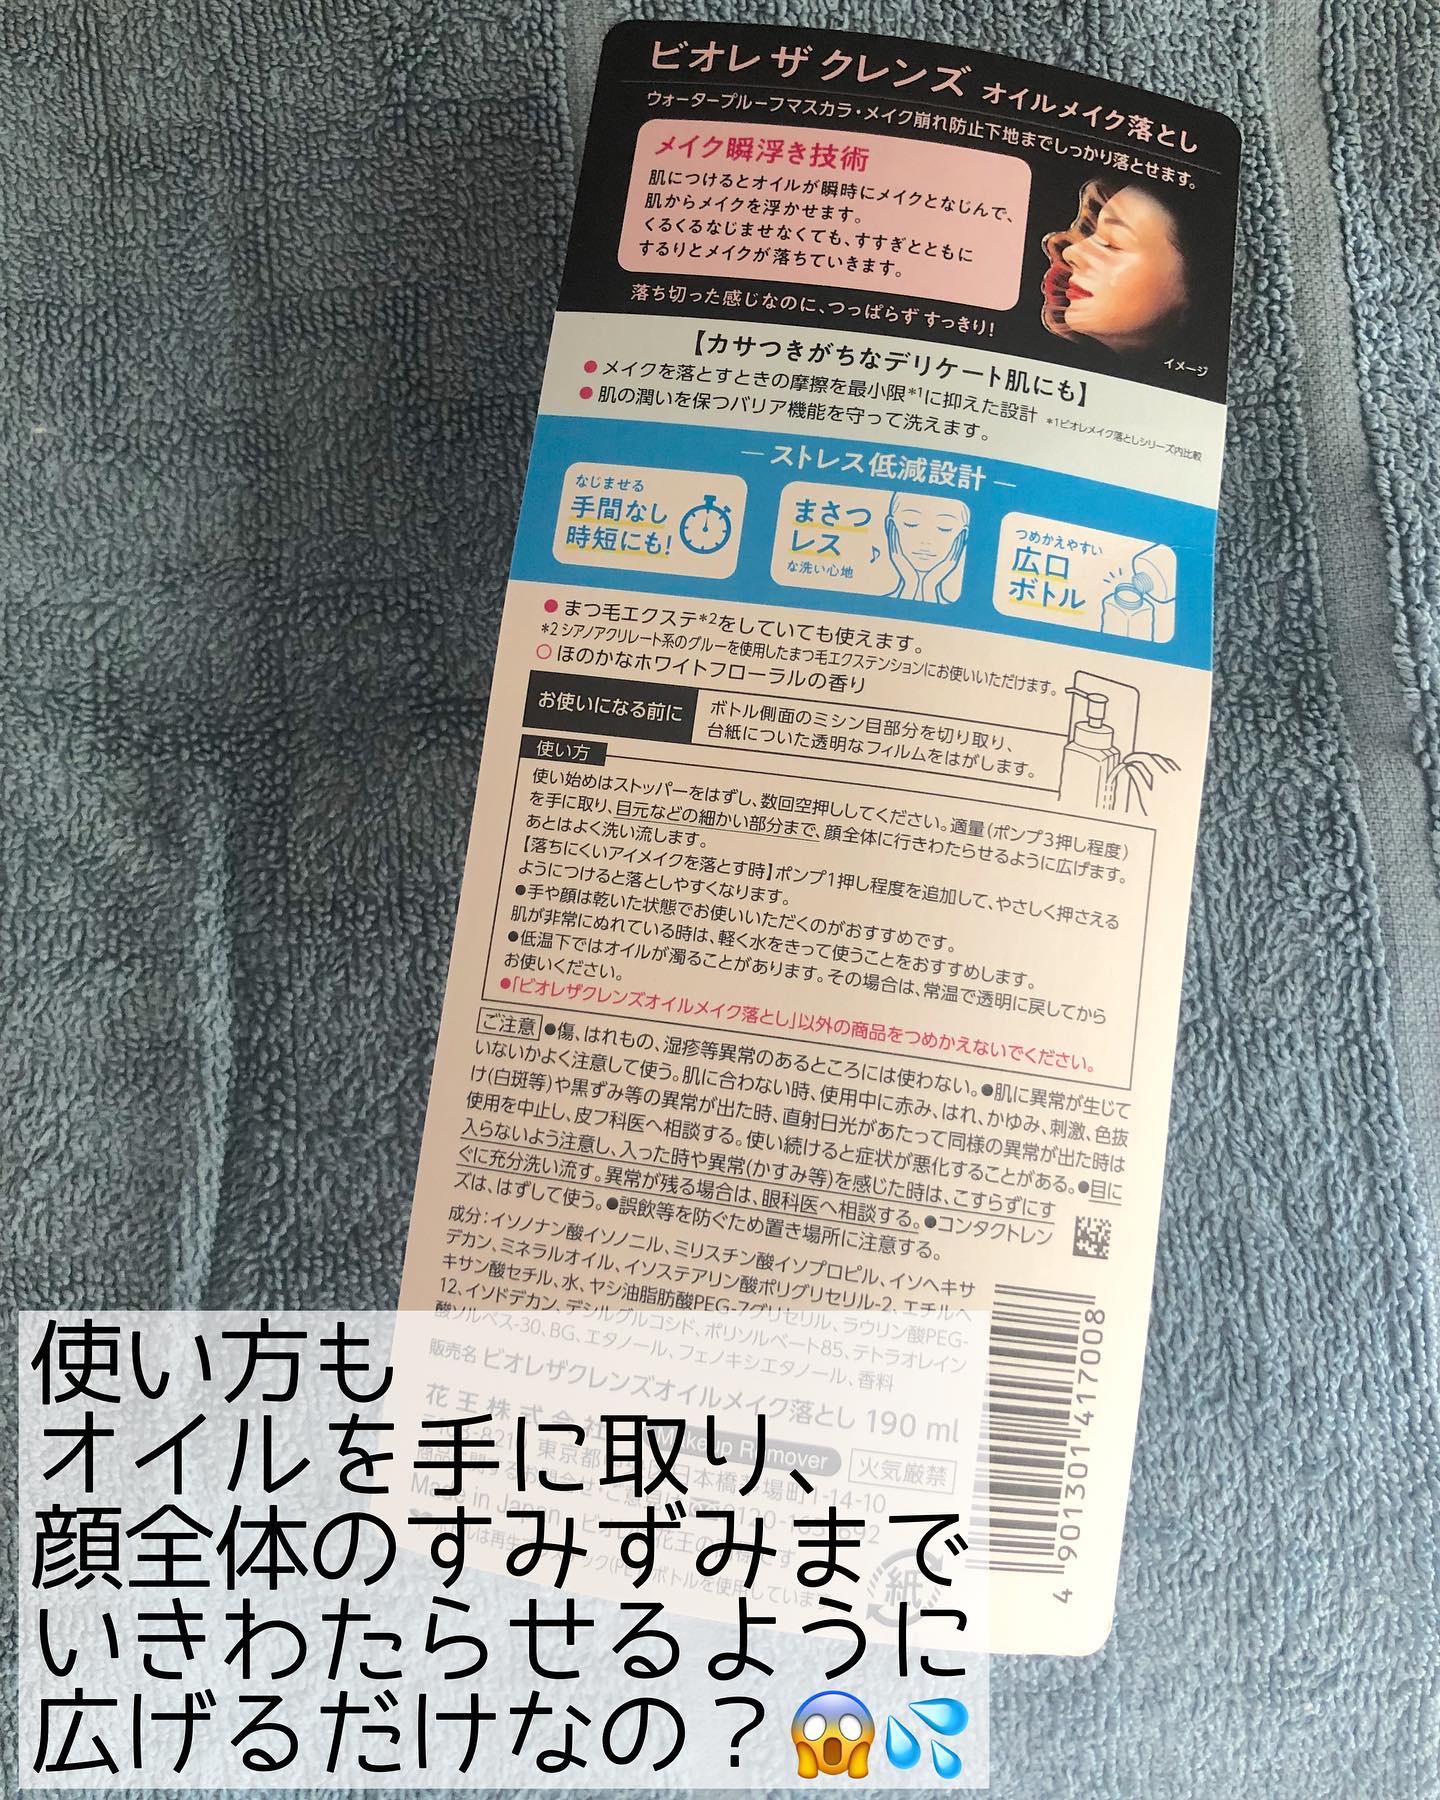 ビオレ ザ クレンズ オイルメイク落とし
ウォータープルーフマスカラ・メイク崩れ防止下地までしっかり落とせます。
メイク瞬浮き技術
肌につけるとオイルが瞬時にメイクとなじんで、
肌からメイクを浮かせます。
くるくるなじませなくても、すすぎとともに
するりとメイクが落ちていきます。
落ち切った感じなのに、つっぱらず すっきり!
イメージ
【カサつきがちなデリケート肌にも】
●メイクを落とすときの摩擦を最小限*1に抑えた設計
*1ビオレメイク落としシリーズ内比較
●肌の潤いを保つバリア機能を守って洗えます。
ストレス低減設計
なじませる
手間なし
時短にも!
まさつ
レス
な洗い心地
つめかえやすい
広口
ボトル
●まつ毛エクステ*2をしていても使えます。
*2 シアノアクリレート系のグルーを使用したまつ毛エクステンションにお使いいただけます。
○ほのかなホワイトフローラルの香り
お使いになる前に
ボトル側面のミシン目部分を切り取り、
台紙についた透明なフィルムをはがします。
使い方
使い始めはストッパーをはずし、数回空押ししてください。適量(ポンプ3押し程度)
を手に取り、目元などの細かい部分まで、顔全体に行きわたらせるように広げます。
あとはよく洗い流します。
【落ちにくいアイメイクを落とす時】ポンプ1押し程度を追加して、やさしく押さえる
ようにつけると落としやすくなります。
●手や顔は乾いた状態でお使いいただくのがおすすめです。
肌が非常にぬれている時は、軽く水をきって使うことをおすすめします。
●低温下ではオイルが濁ることがあります。その場合は、常温で透明に戻してから
お使いください。
●「ビオレザクレンズオイルメイク落とし」以外の商品をつめかえないでください。
ご注意 ●傷、はれもの、湿疹等異常のあるところには使わない。●肌に異常が生じて
いないかよく注意して使う。肌に合わない時、使用中に赤み、はれ、かゆみ、刺激、色抜
け(白斑等)や黒ずみ等の異常が出た時、直射日光があたって同様の異常が出た時は
使用を中止し、皮フ科医へ相談する。使い続けると症状が悪化することがある。●目に
入らないよう注意し、入った時や異常(かすみ等)を感じた時は、こすらずにす
ぐに充分洗い流す。異常が残る場合は、眼科医へ相談する。●コンタクトレン
ズは、はずして使う。●誤飲等を防ぐため置き場所に注意する。
成分:イソノナン酸イソノニル、ミリスチン酸イソプロピル、イソヘキサ
デカン、ミネラルオイル、イソステアリン酸ポリグリセリル-2、エチルヘ
キサン酸セチル、水、ヤシ油脂肪酸PEG-7グリセリル、ラウリン酸PEG-
12、イソドデカン、デシルグルコシド、ポリソルベート85、テトラオレイン
酸ソルベス-30、BG、エタノール、フェノキシエタノール、香料
販売名 ビオレザクレンズオイルメイク落とし 190 ml
花王株式会社 Makeup Remover 火気厳禁
東京都 日本橋茅場町1-14-10
Made in Japan
紙
4 901301 417008
使い方も
オイルを手に取り、
顔全体のすみずみまで
いきわたらせるように
広げるだけなの？😱💦